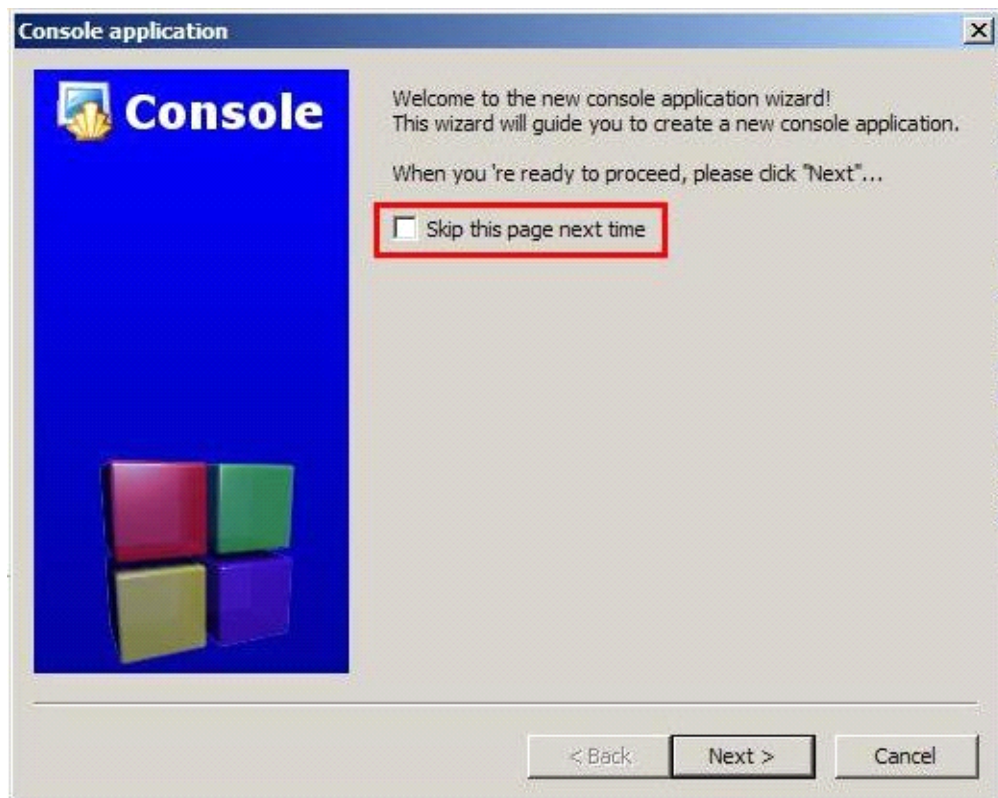 Console application
Console
Welcome to the new console application wizard!
This wizard will guide you to create a new console application.
When you 're ready to proceed, please click "Next"...
Skip this page next time
< Back
Next >
Cancel